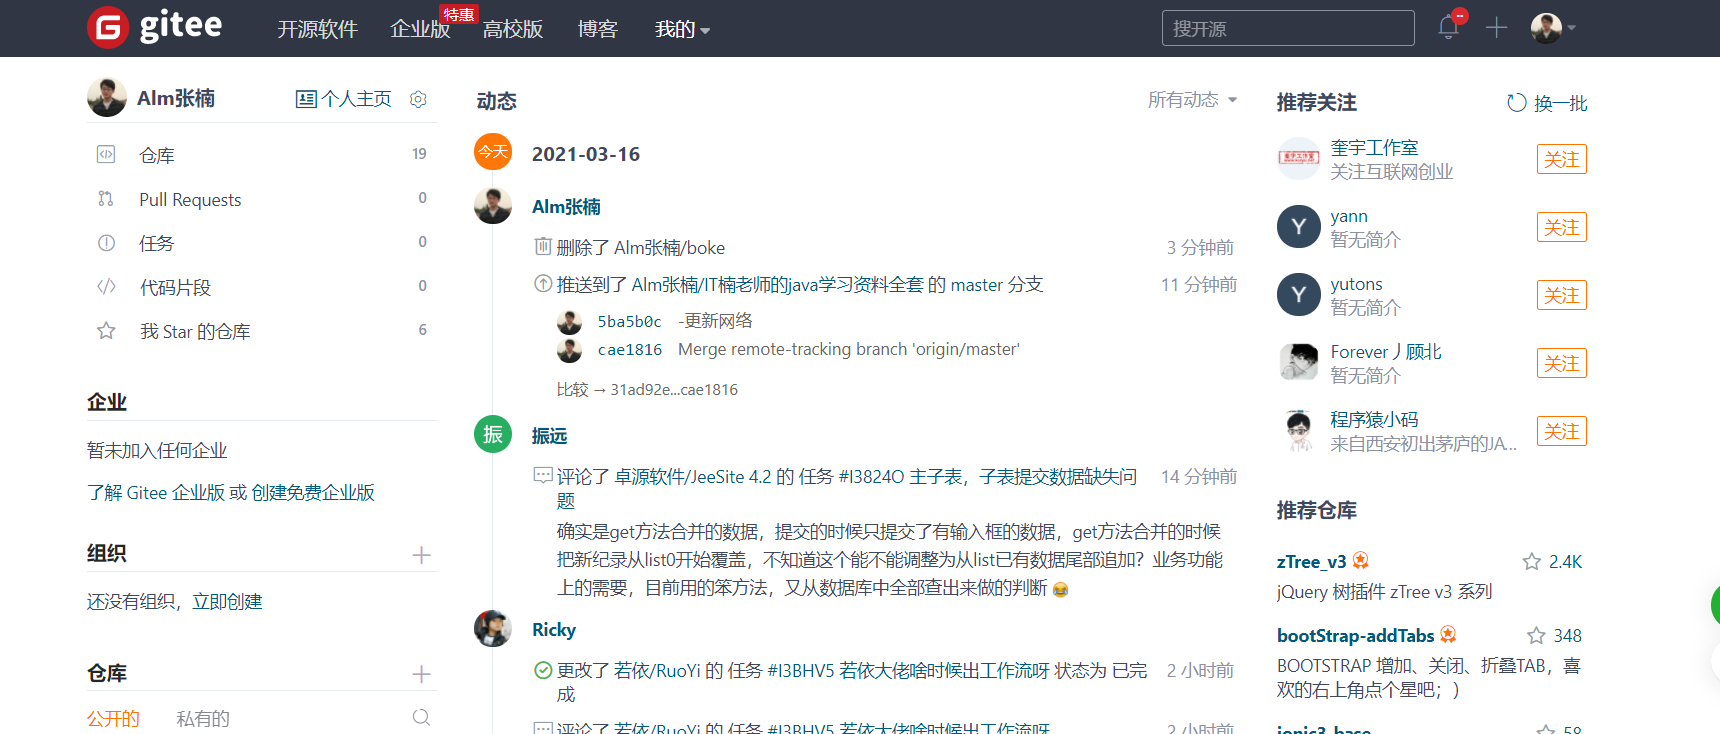 gitee
开源软件
企业版
特惠
高校版
博客
我的
搜开源
Alm张楠
个人主页
仓库 19
Pull Requests 0
任务 0
代码片段 0
我 Star 的仓库 6
企业
暂未加入任何企业
了解 Gitee 企业版 或 创建免费企业版
组织
还没有组织，立即创建
仓库
公开的 私有的
动态
所有动态
今天
2021-03-16
Alm张楠
删除了 Alm张楠/boke 3 分钟前
推送到了 Alm张楠/IT楠老师的java学习资料全套 的 master 分支 11 分钟前
5ba5b0c -更新网络
cae1816 Merge remote-tracking branch 'origin/master'
比较 → 31ad92e...cae1816
振
振远
评论了 卓源软件/JeeSite 4.2 的 任务 #I3824O 主子表，子表提交数据缺失问 14 分钟前
题
确实是get方法合并的数据，提交的时候只提交了有输入框的数据，get方法合并的时候
把新纪录从list0开始覆盖，不知道这个能不能调整为从list已有数据尾部追加？业务功能
上的需要，目前用的笨方法，又从数据库中全部查出来做的判断 😂
Ricky
更改了 若依/RuoYi 的 任务 #I3BHV5 若依大佬啥时候出工作流呀 状态为 已完 2 小时前
成
评论了 若依/RuoYi 的 任务 #I3BHV5 若依大佬啥时候出工作流呀 2 小时前
推荐关注
换一批
奎宇工作室
奎宇工作室
关注互联网创业
关注
Y
yann
暂无简介
关注
Y
yutons
暂无简介
关注
Forever丿顾北
暂无简介
关注
程序猿小码
来自西安初出茅庐的JA...
关注
推荐仓库
zTree_v3 2.4K
jQuery 树插件 zTree v3 系列
bootStrap-addTabs 348
BOOTSTRAP 增加、关闭、折叠TAB，喜
欢的右上角点个星吧；）
ionic3-base 58